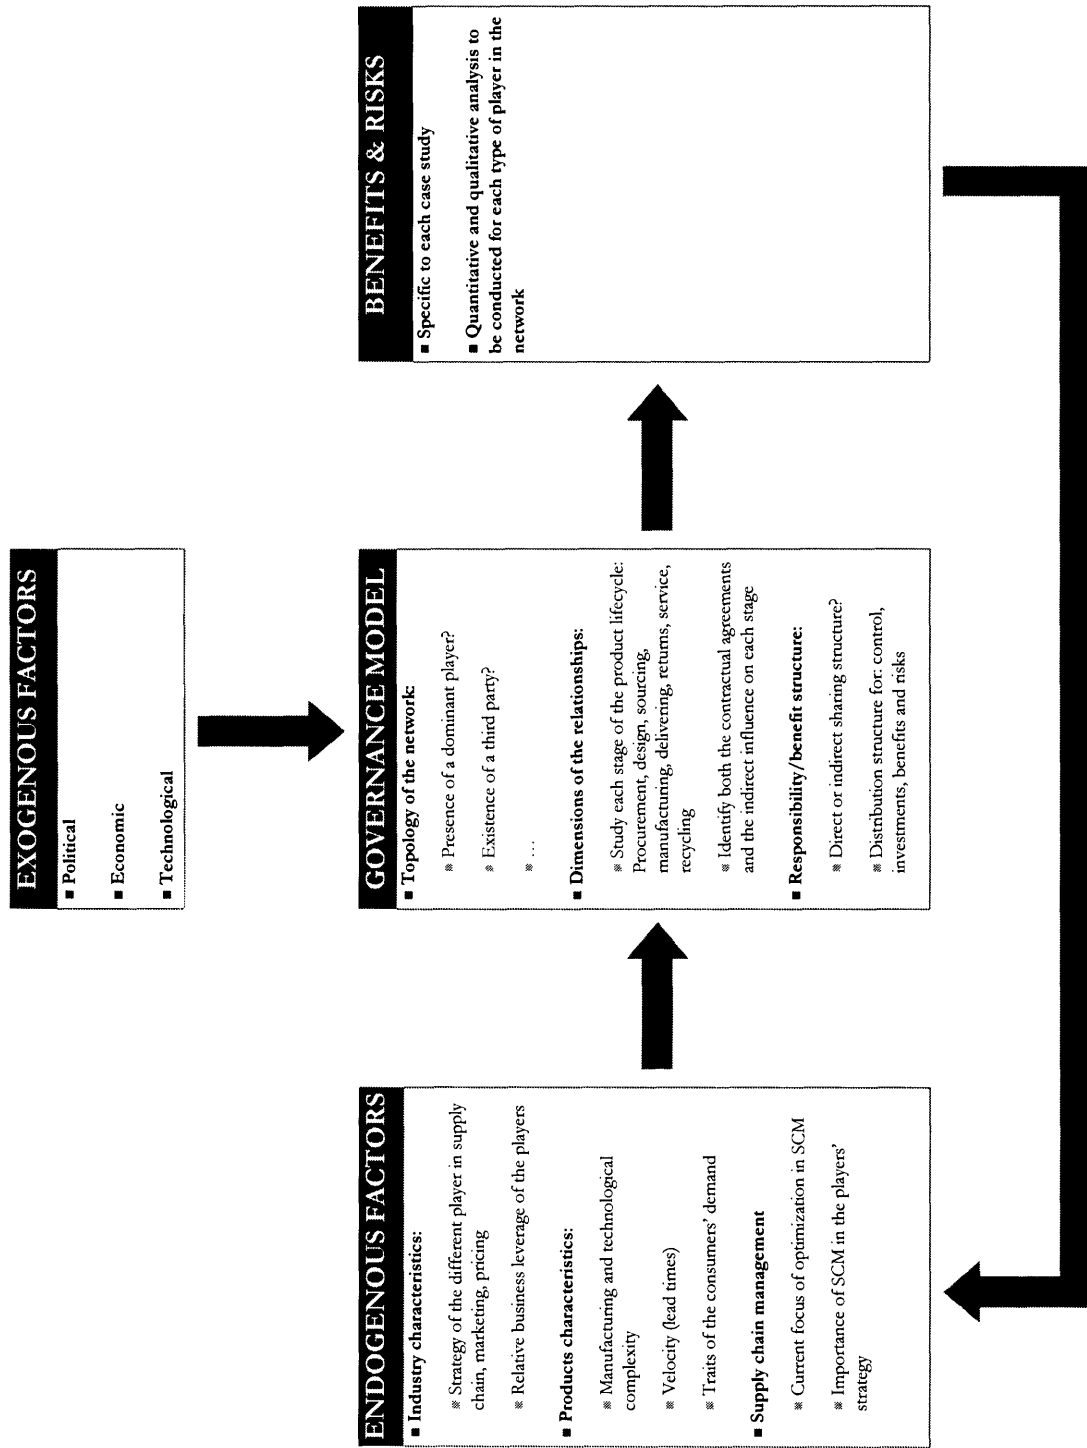 EXOGENOUS FACTORS
■ Political
■ Economic
■ Technological
ENDOGENOUS FACTORS
■ Industry characteristics:
※ Strategy of the different player in supply
chain, marketing, pricing
※ Relative business leverage of the players
■ Products characteristics:
※ Manufacturing and technological
complexity
※ Velocity (lead times)
※ Traits of the consumers’ demand
■ Supply chain management
※ Current focus of optimization in SCM
※ Importance of SCM in the players’
strategy
GOVERNANCE MODEL
■ Topology of the network:
※ Presence of a dominant player?
※ Existence of a third party?
※ …
■ Dimensions of the relationships:
※ Study each stage of the product lifecycle:
Procurement, design, sourcing,
manufacturing, delivering, returns, service,
recycling
※ Identify both the contractual agreements
and the indirect influence on each stage
■ Responsibility/benefit structure:
※ Direct or indirect sharing structure?
※ Distribution structure for: control,
investments, benefits and risks
BENEFITS & RISKS
■ Specific to each case study
■ Quantitative and qualitative analysis to
be conducted for each type of player in the
network